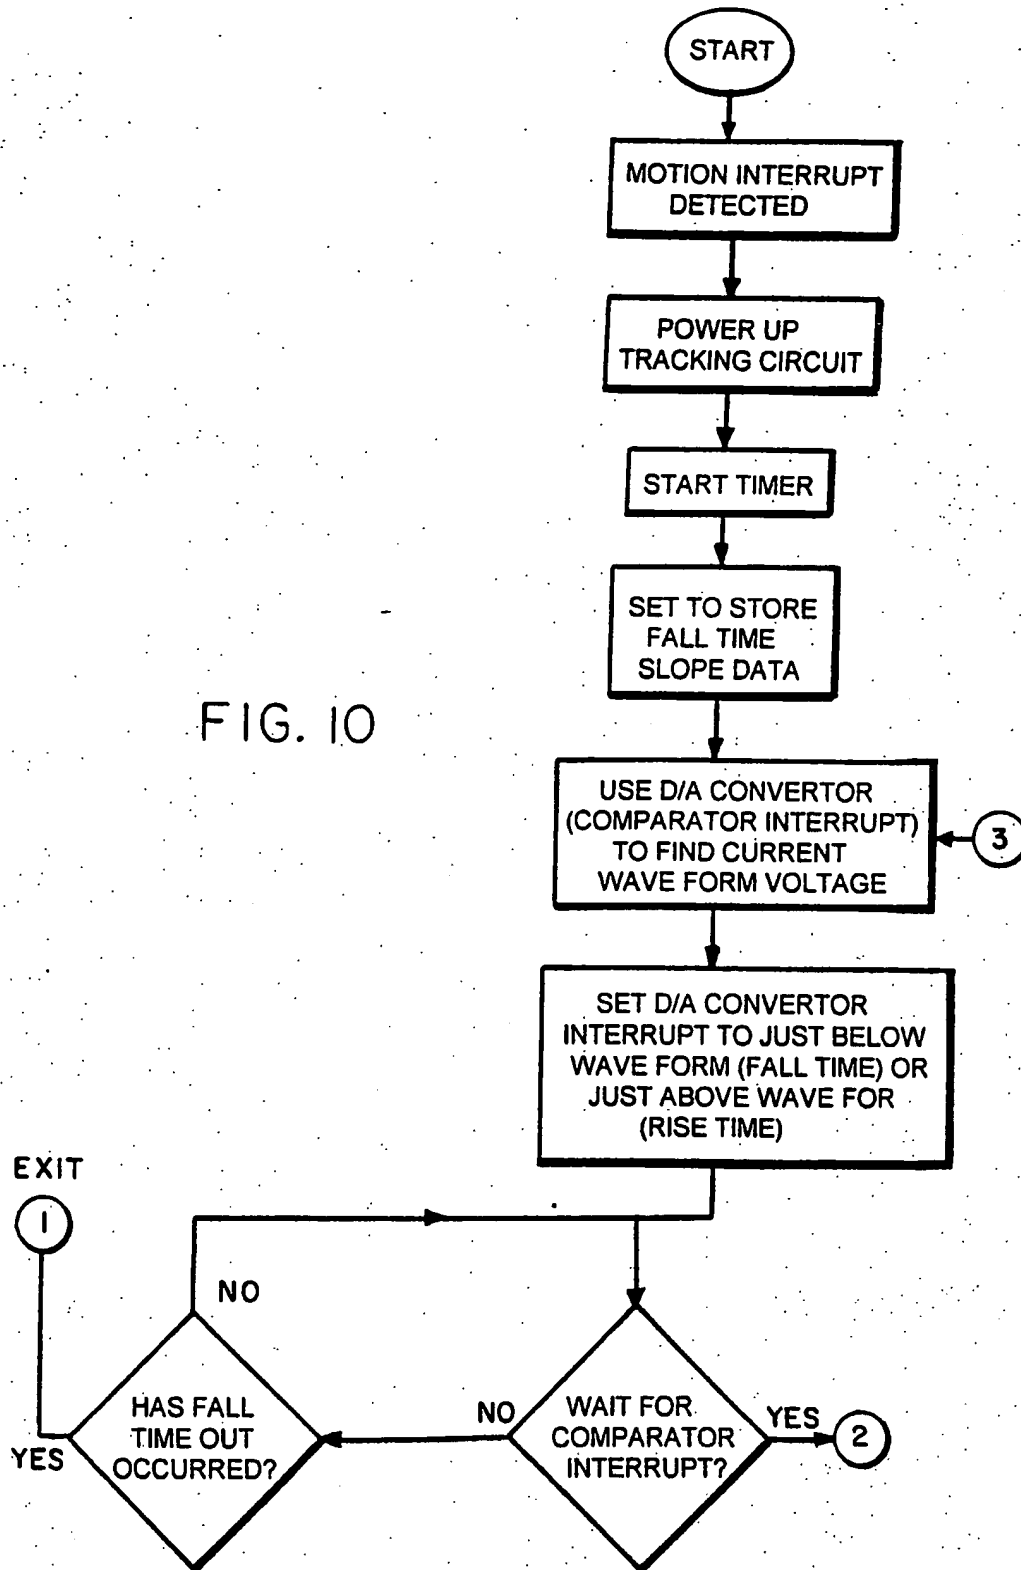 START
MOTION INTERRUPT
DETECTED
POWER UP
TRACKING CIRCUIT
START TIMER
SET TO STORE
FALL TIME
SLOPE DATA
FIG. 10
USE D/A CONVERTOR
(COMPARATOR INTERRUPT)
TO FIND CURRENT
WAVE FORM VOLTAGE
3
SET D/A CONVERTOR
INTERRUPT TO JUST BELOW
WAVE FORM (FALL TIME) OR
JUST ABOVE WAVE FOR
(RISE TIME)
EXIT
1
NO
HAS FALL
TIME OUT
OCCURRED?
YES
NO
WAIT FOR
COMPARATOR
INTERRUPT?
YES
2